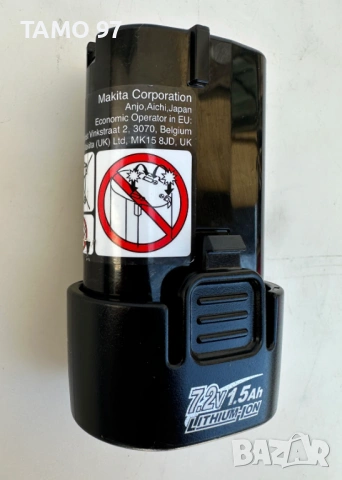 TAMO 97
Makita Corporation
Anjo,Aichi,Japan
Economic Operator in EU:
Vinkstraat 2, 3070, Belgium
(UK) Ltd, MK15 8JD, UK
7.2V 1.5Ah
LITHIUM-ION
BAZAR